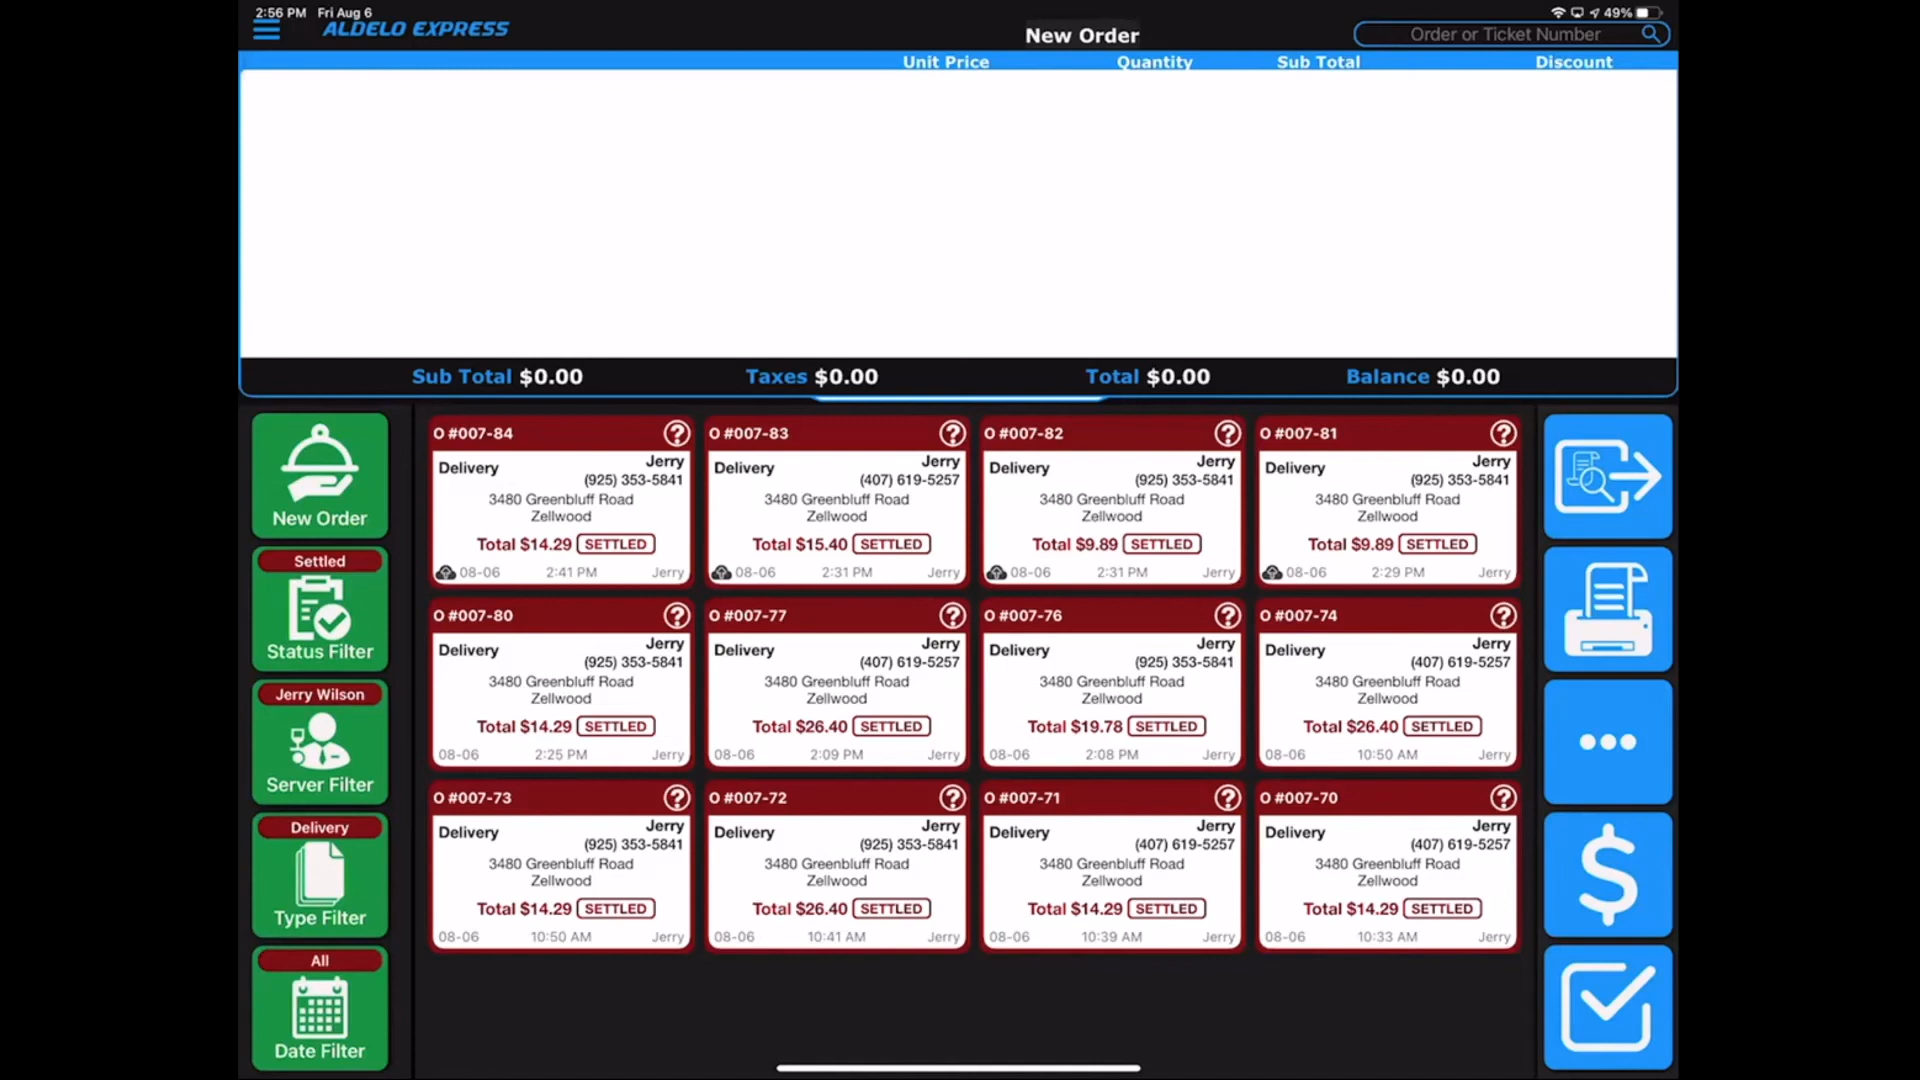 2:56 PM Fri Aug 6
49%
ALDELO EXPRESS
New Order
Order or Ticket Number
Unit Price Quantity Sub Total Discount
Sub Total $0.00 Taxes $0.00 Total $0.00 Balance $0.00
New Order
Settled
Status Filter
Jerry Wilson
Server Filter
Delivery
Type Filter
All
Date Filter
O #007-84
Delivery
Jerry
(925) 353-5841
3480 Greenbluff Road
Zellwood
Total $14.29 SETTLED
08-06 2:41 PM Jerry
O #007-83
Delivery
Jerry
(407) 619-5257
3480 Greenbluff Road
Zellwood
Total $15.40 SETTLED
08-06 2:31 PM Jerry
O #007-82
Delivery
Jerry
(925) 353-5841
3480 Greenbluff Road
Zellwood
Total $9.89 SETTLED
08-06 2:31 PM Jerry
O #007-81
Delivery
Jerry
(925) 353-5841
3480 Greenbluff Road
Zellwood
Total $9.89 SETTLED
08-06 2:29 PM Jerry
O #007-80
Delivery
Jerry
(925) 353-5841
3480 Greenbluff Road
Zellwood
Total $14.29 SETTLED
08-06 2:25 PM Jerry
O #007-77
Delivery
Jerry
(407) 619-5257
3480 Greenbluff Road
Zellwood
Total $26.40 SETTLED
08-06 2:09 PM Jerry
O #007-76
Delivery
Jerry
(925) 353-5841
3480 Greenbluff Road
Zellwood
Total $19.78 SETTLED
08-06 2:08 PM Jerry
O #007-74
Delivery
Jerry
(407) 619-5257
3480 Greenbluff Road
Zellwood
Total $26.40 SETTLED
08-06 10:50 AM Jerry
O #007-73
Delivery
Jerry
(925) 353-5841
3480 Greenbluff Road
Zellwood
Total $14.29 SETTLED
08-06 10:50 AM Jerry
O #007-72
Delivery
Jerry
(925) 353-5841
3480 Greenbluff Road
Zellwood
Total $26.40 SETTLED
08-06 10:41 AM Jerry
O #007-71
Delivery
Jerry
(407) 619-5257
3480 Greenbluff Road
Zellwood
Total $14.29 SETTLED
08-06 10:39 AM Jerry
O #007-70
Delivery
Jerry
(407) 619-5257
3480 Greenbluff Road
Zellwood
Total $14.29 SETTLED
08-06 10:33 AM Jerry